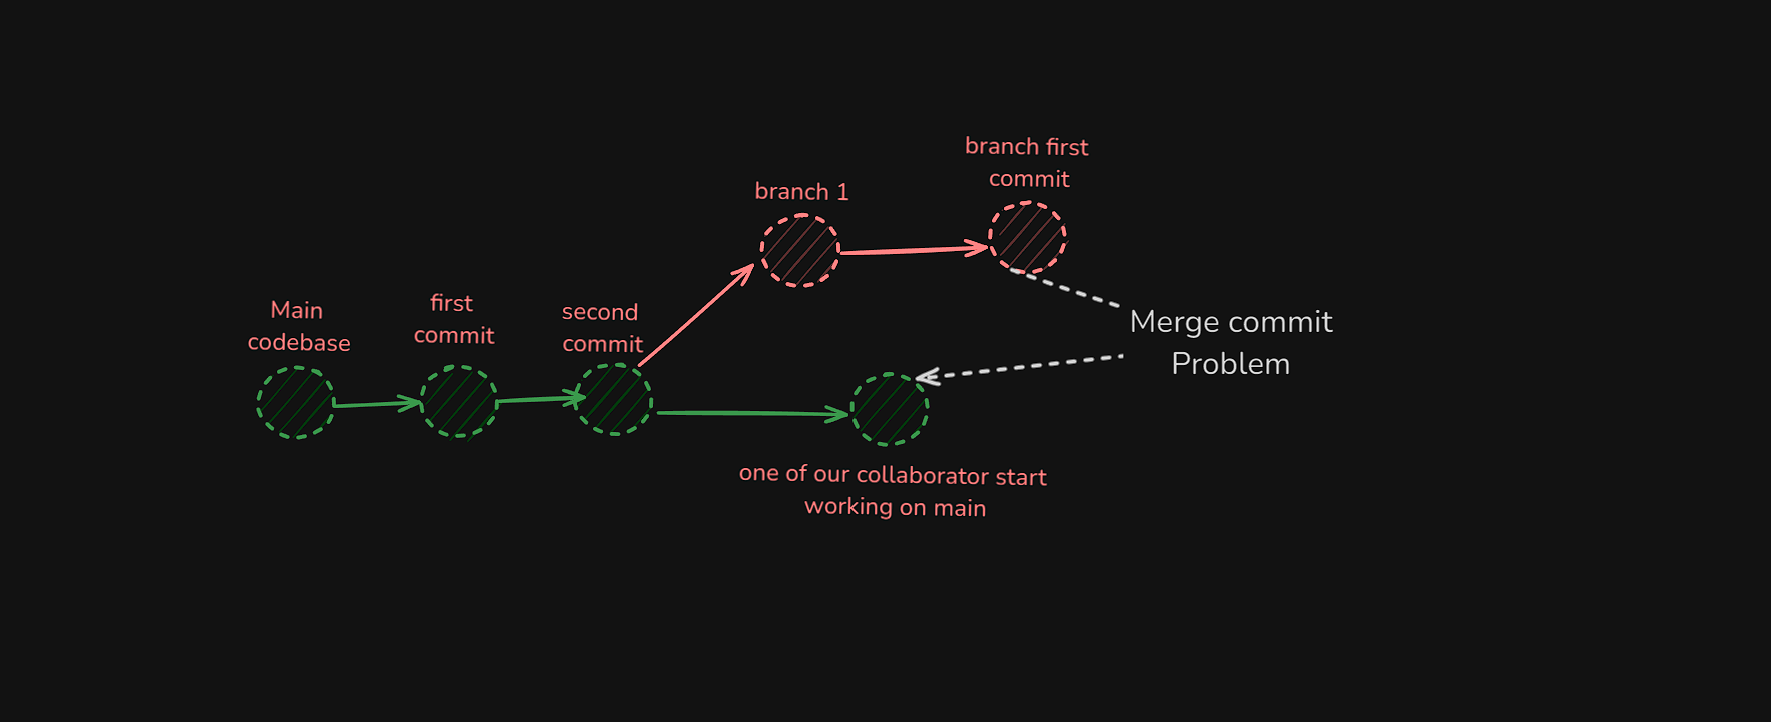 branch first
commit
branch 1
Main
codebase
first
commit
second
commit
Merge commit
Problem
one of our collaborator start
working on main